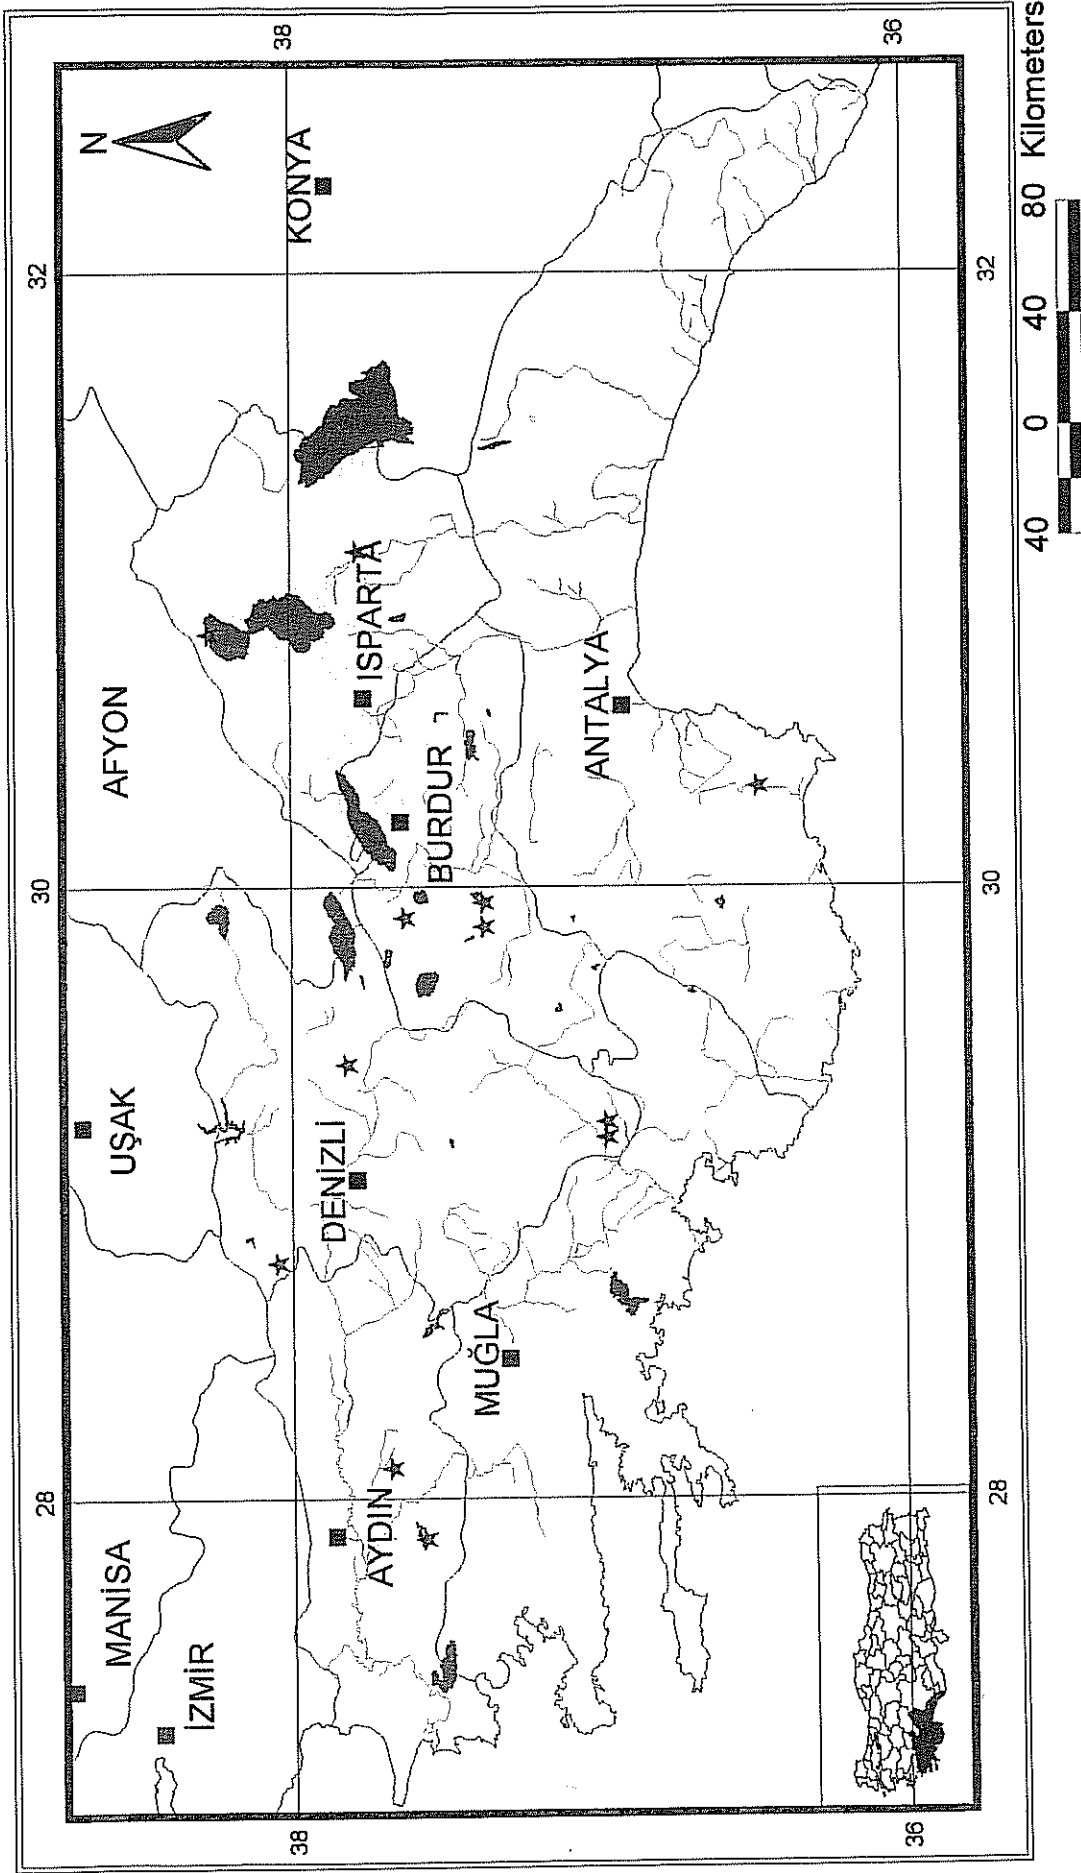 28
30
32
N
MANİSA
UŞAK
AFYON
İZMİR
KONYA
38
38
AYDIN
DENİZLİ
ISPARTA
BURDUR
MUĞLA
ANTALYA
36
36
28
30
32
40 0 40 80 Kilometers